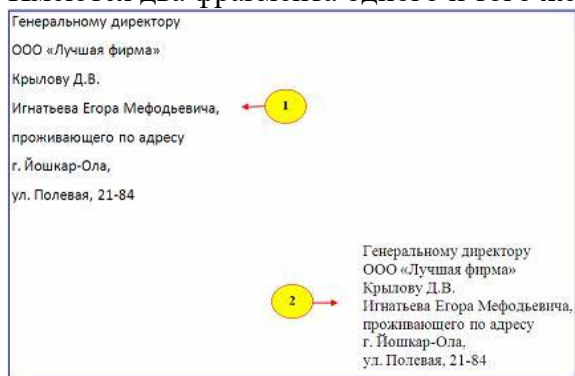 Генеральному директору
ООО «Лучшая фирма»
Крылову Д.В.
Игнатьева Егора Мефодьевича,
проживающего по адресу
г. Йошкар-Ола,
ул. Полевая, 21-84
1
Генеральному директору
ООО «Лучшая фирма»
Крылову Д.В.
Игнатьева Егора Мефодьевича,
проживающего по адресу
г. Йошкар-Ола,
ул. Полевая, 21-84
2